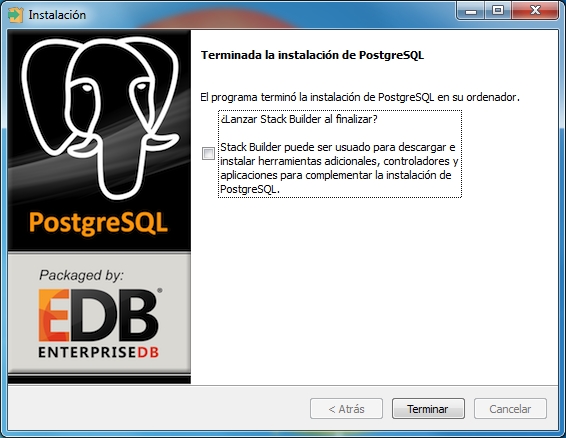 Instalación
Terminada la instalación de PostgreSQL
El programa terminó la instalación de PostgreSQL en su ordenador.
¿Lanzar Stack Builder al finalizar?
Stack Builder puede ser usado para descargar e
instalar herramientas adicionales, controladores y
aplicaciones para complementar la instalación de
PostgreSQL.
PostgreSQL
Packaged by:
EDB®
ENTERPRISEDB
< Atrás
Terminar
Cancelar